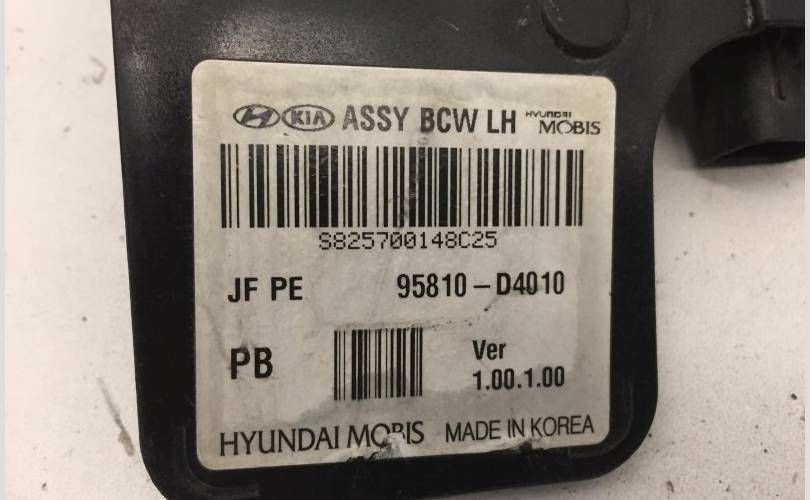 KIA ASSY BCW LH HYUNDAI MOBIS
S825700148C25
JF PE 95810-D4010
PB Ver
1.00.1.00
HYUNDAI MOBIS MADE IN KOREA